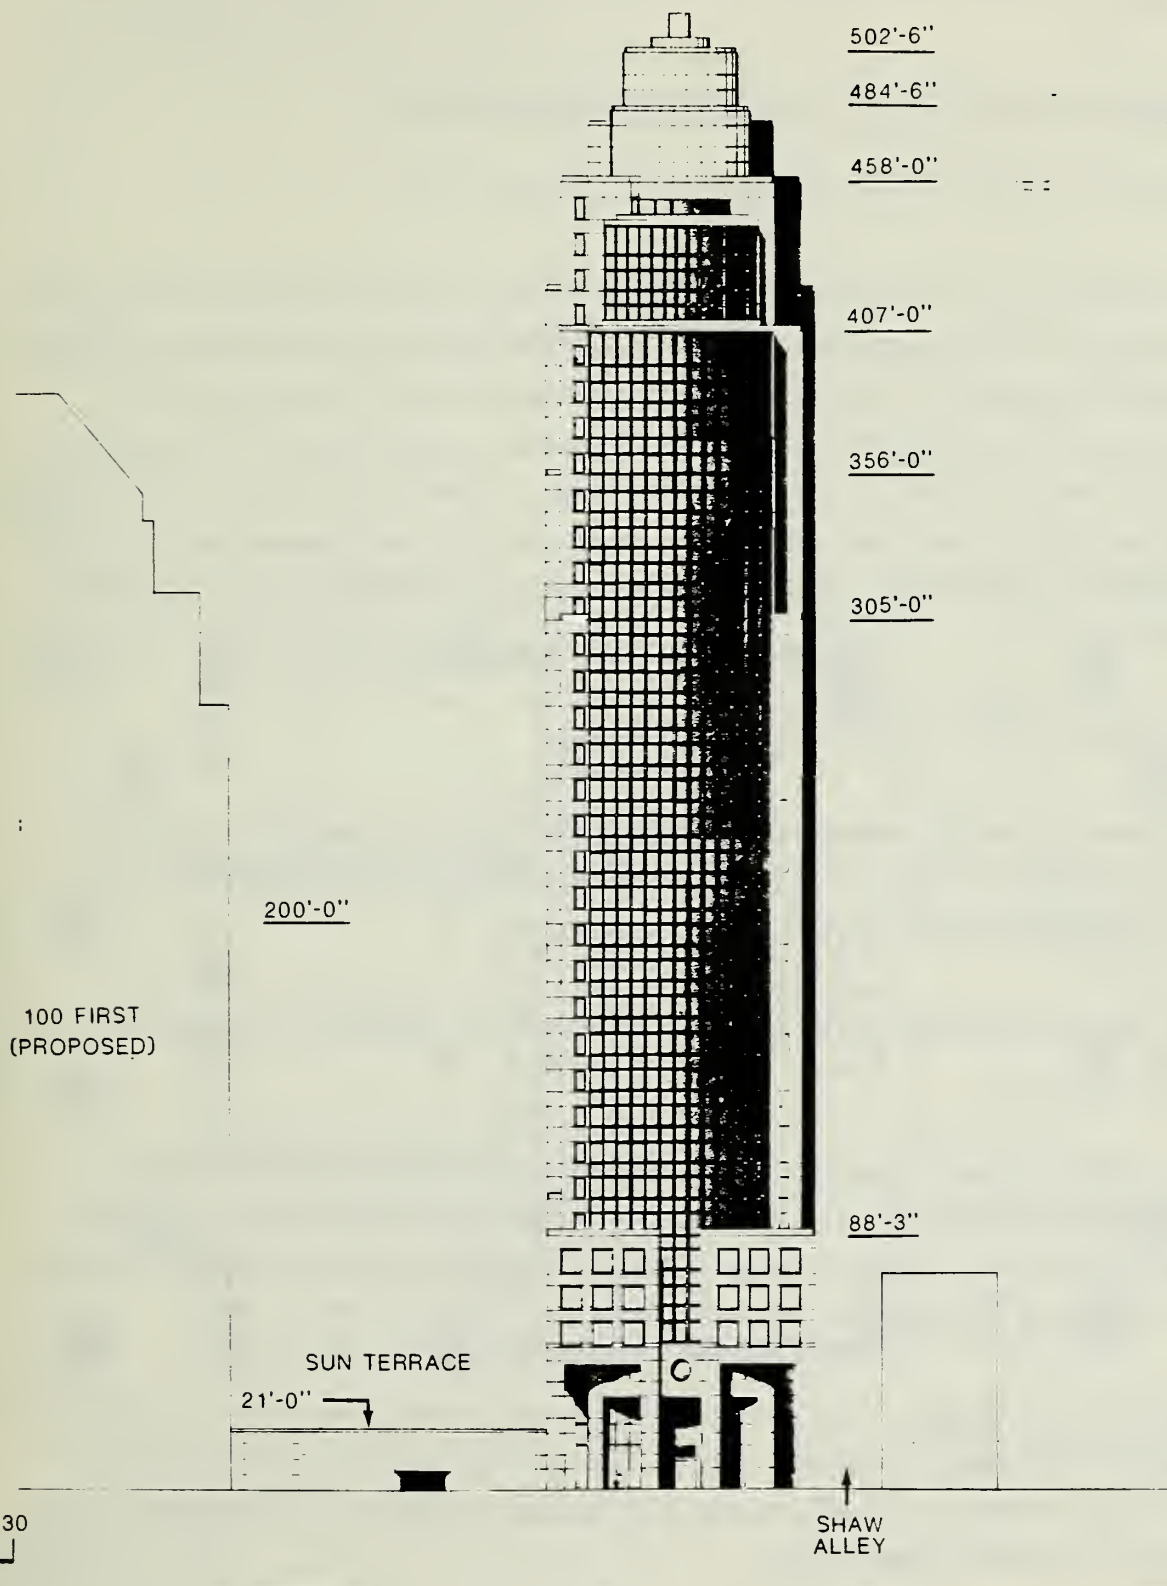 502'-6"
484'-6"
458'-0"
407'-0"
356'-0"
305'-0"
200'-0"
100 FIRST
(PROPOSED)
88'-3"
SUN TERRACE
21'-0"
30
SHAW
ALLEY